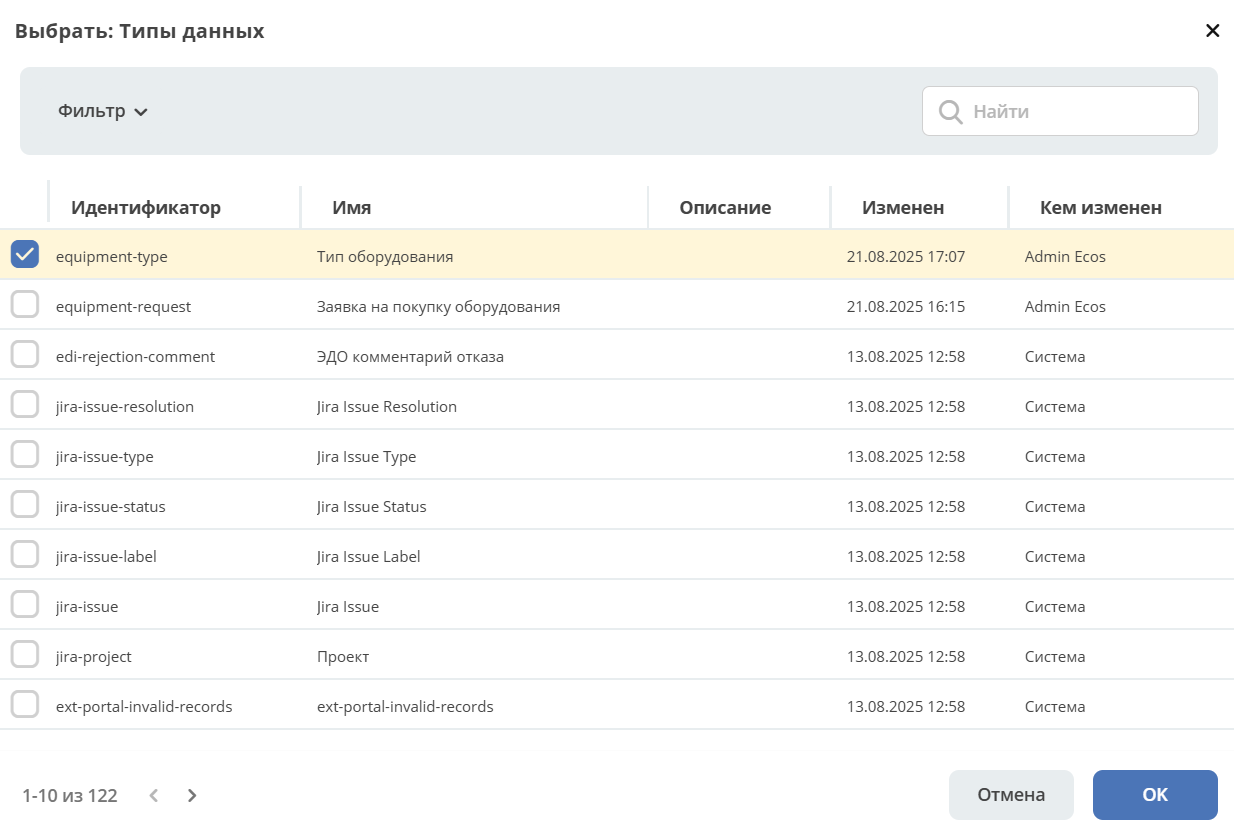 Выбрать: Типы данных
Фильтр Найти
Идентификатор Имя Описание Изменен Кем изменен
equipment-type Тип оборудования 21.08.2025 17:07 Admin Ecos
equipment-request Заявка на покупку оборудования 21.08.2025 16:15 Admin Ecos
edi-rejection-comment ЭДО комментарий отказа 13.08.2025 12:58 Система
jira-issue-resolution Jira Issue Resolution 13.08.2025 12:58 Система
jira-issue-type Jira Issue Type 13.08.2025 12:58 Система
jira-issue-status Jira Issue Status 13.08.2025 12:58 Система
jira-issue-label Jira Issue Label 13.08.2025 12:58 Система
jira-issue Jira Issue 13.08.2025 12:58 Система
jira-project Проект 13.08.2025 12:58 Система
ext-portal-invalid-records ext-portal-invalid-records 13.08.2025 12:58 Система
1-10 из 122 Отмена OK